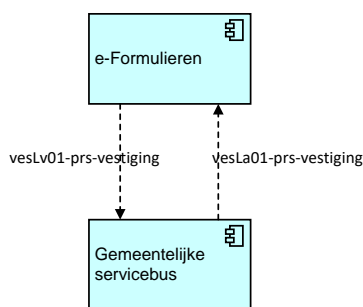 e-Formulieren
vesLv01-prs-vestiging
vesLa01-prs-vestiging
Gemeentelijke
servicebus